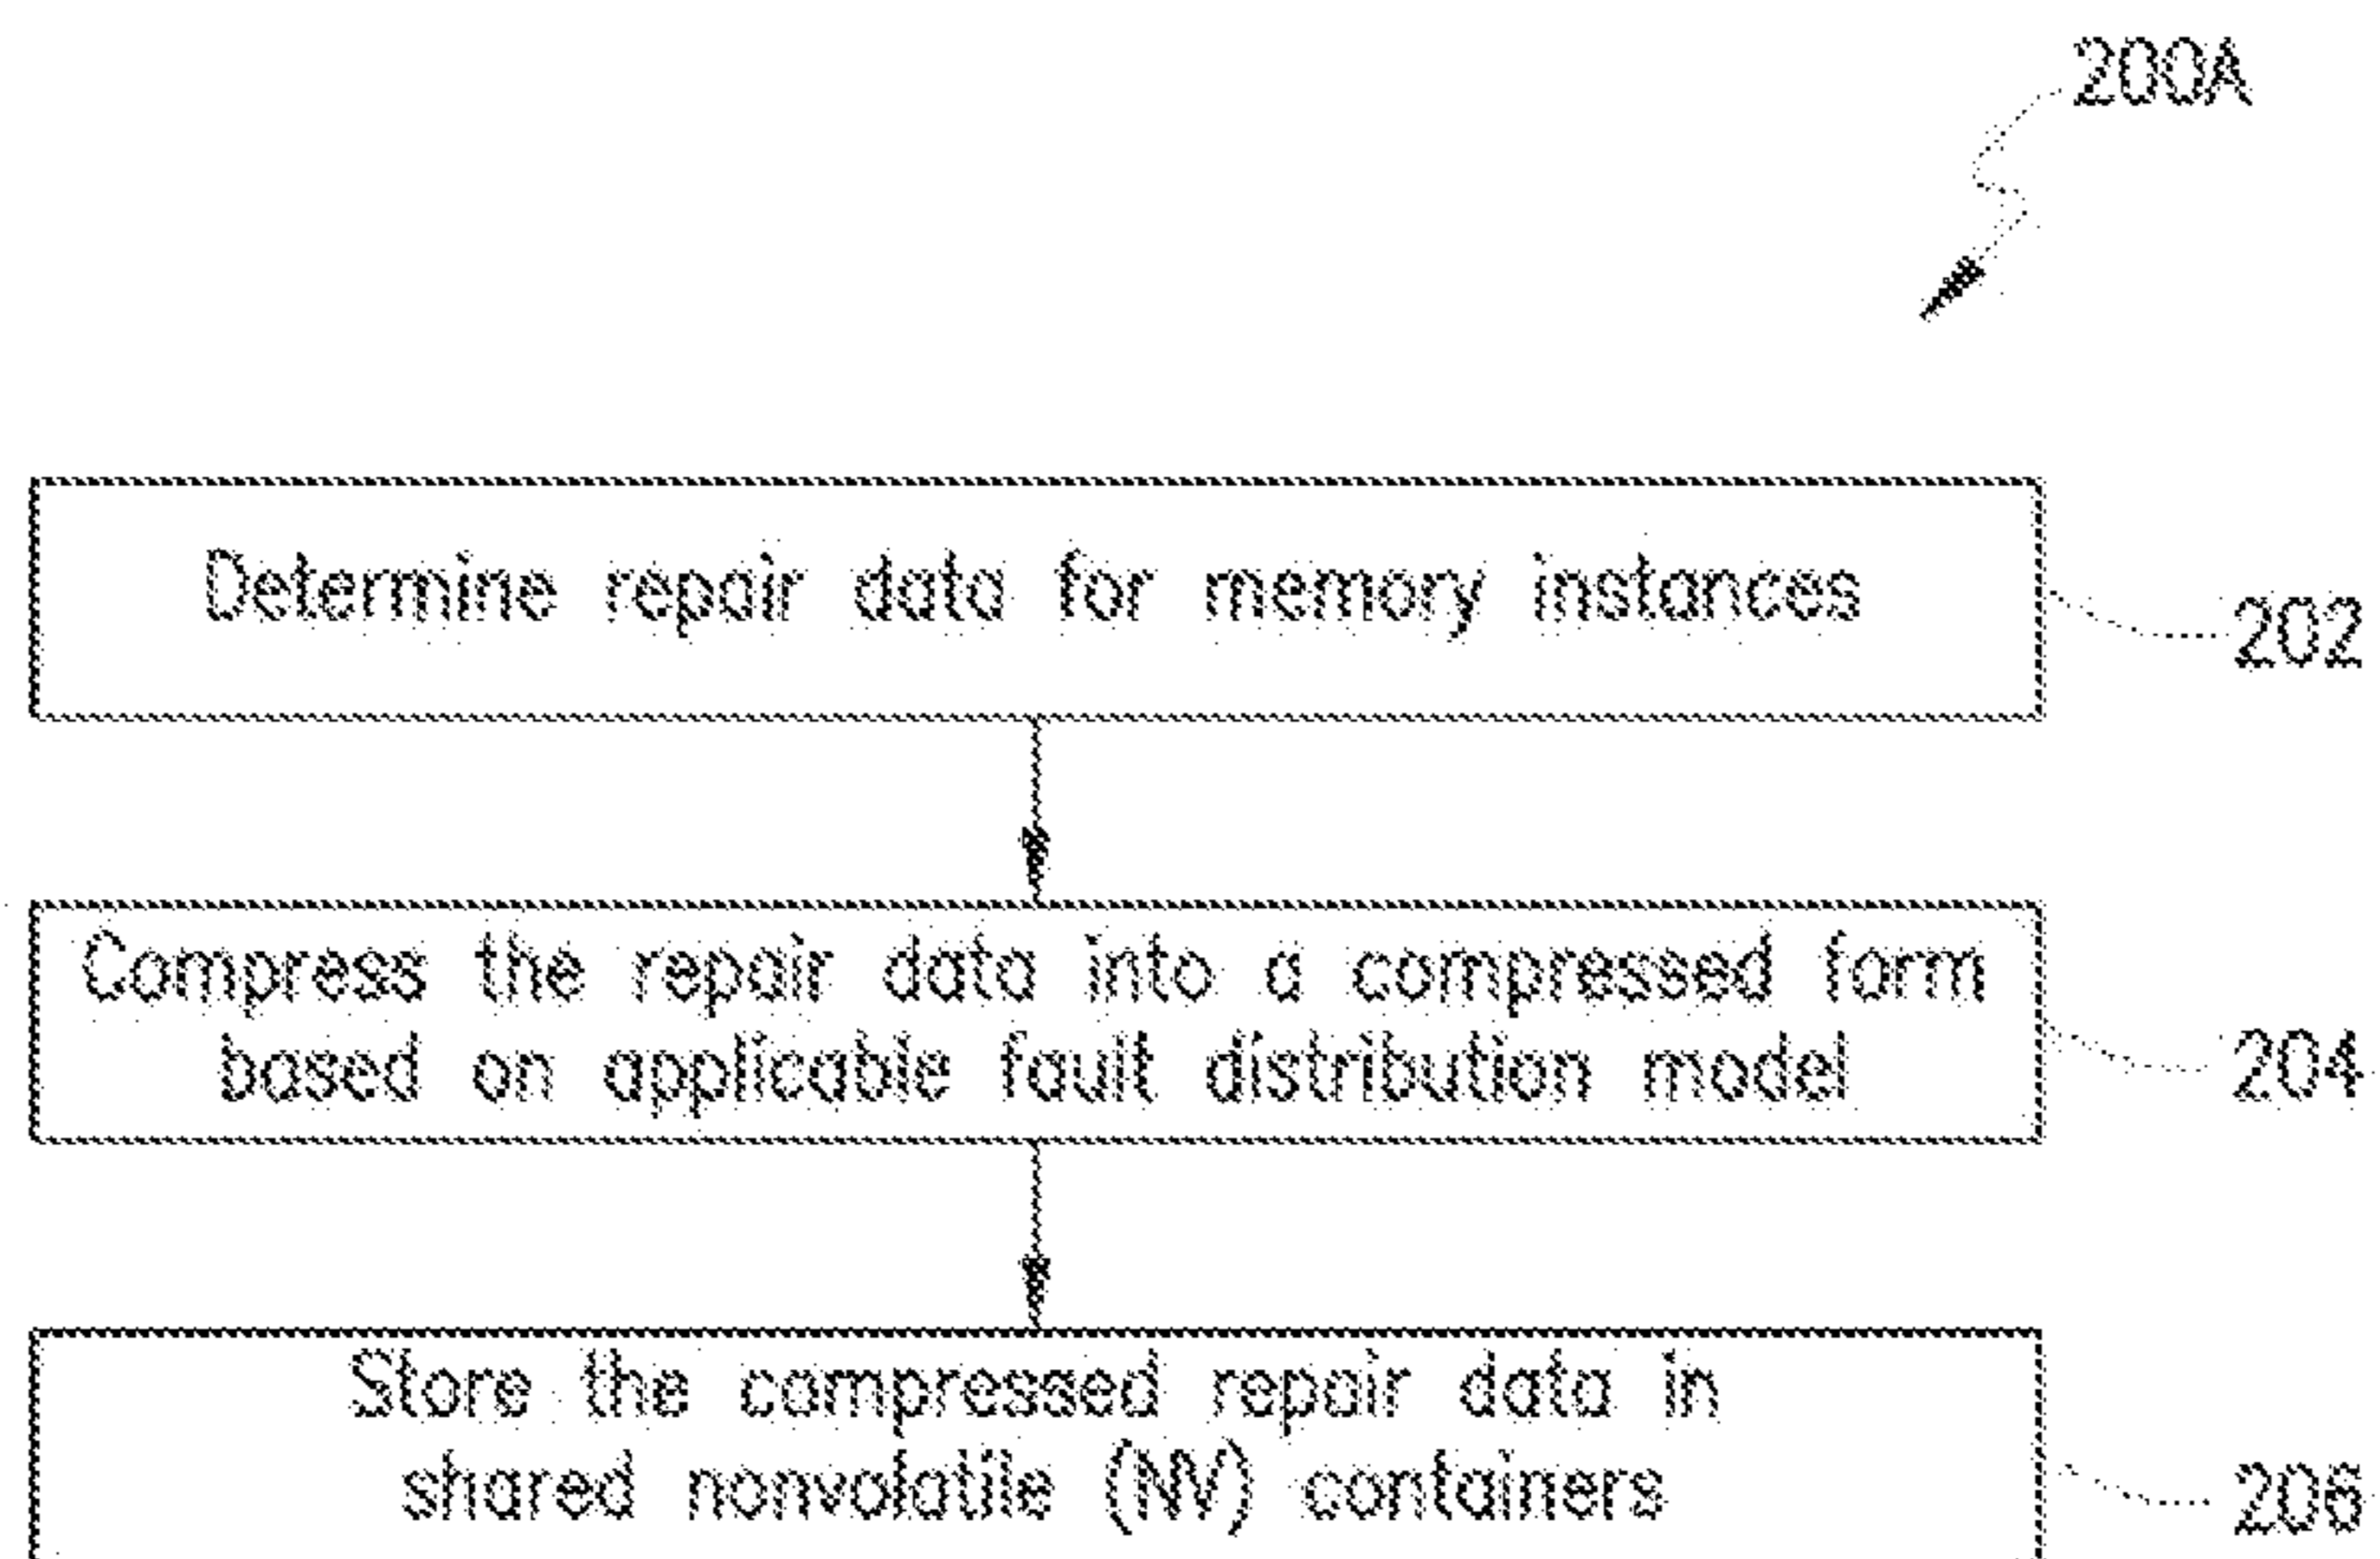 200A
Determine repair data for memory instances
202
Compress the repair data into a compressed form
based on applicable fault distribution model
204
Store the compressed repair data in
shared nonvolatile (NV) containers
206